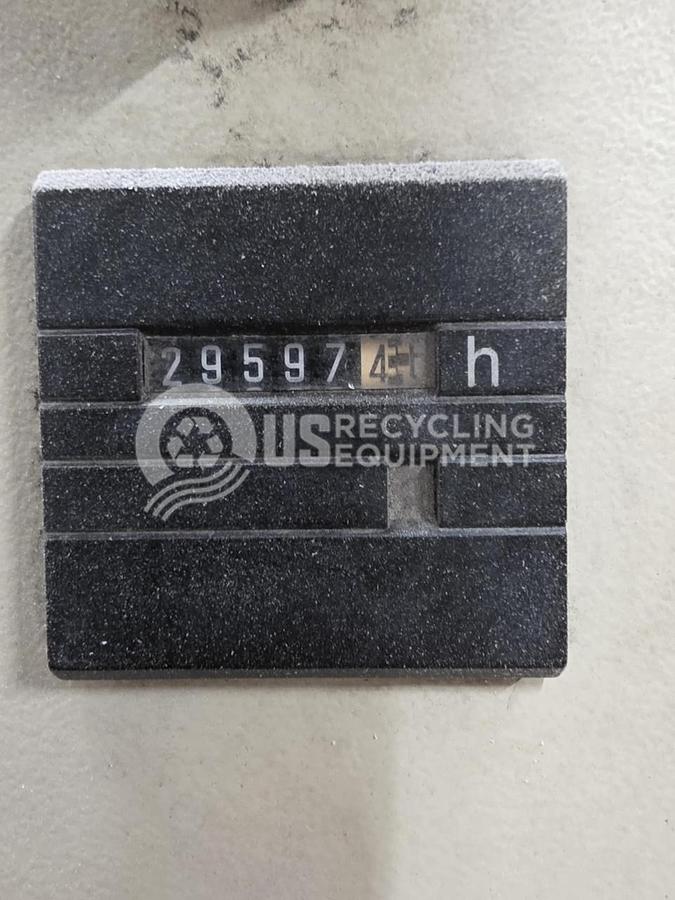 295974 h
US RECYCLING
EQUIPMENT